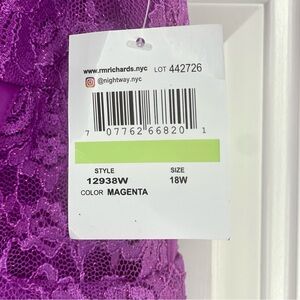 www.rmrichards.nyc LOT 442726
@nightway.nyc
7 07762 66820 1
STYLE SIZE
12938W 18W
COLOR MAGENTA